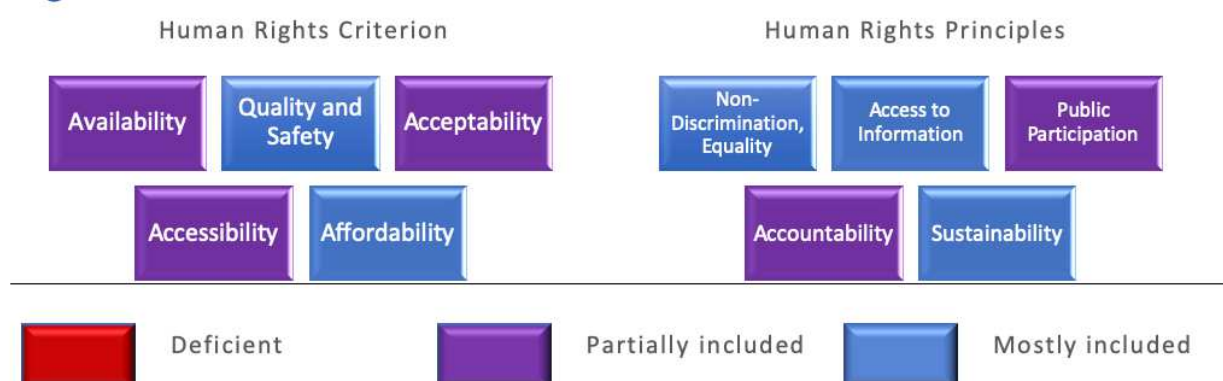 Human Rights Criterion
Human Rights Principles
Availability
Quality and
Safety
Acceptability
Non-
Discrimination,
Equality
Access to
Information
Public
Participation
Accessibility
Affordability
Accountability
Sustainability
Deficient
Partially included
Mostly included